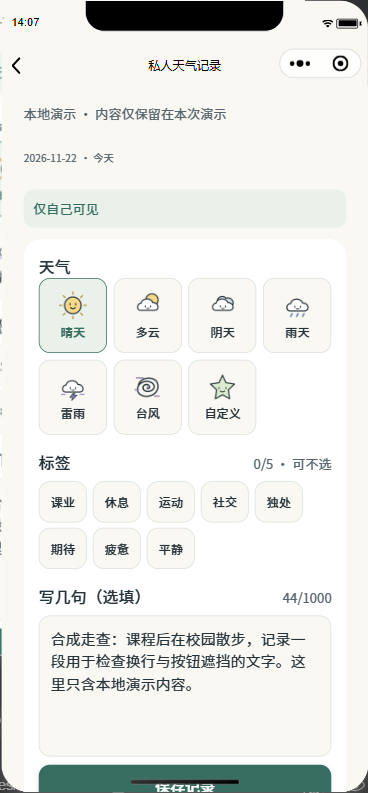 14:07
私人天气记录
本地演示 · 内容仅保留在本次演示
2026-11-22 · 今天
仅自己可见
天气
晴天 多云 阴天 雨天
雷雨 台风 自定义
标签 0/5 · 可不选
课业 休息 运动 社交 独处
期待 疲惫 平静
写几句（选填） 44/1000
合成走查：课程后在校园散步，记录一
段用于检查换行与按钮遮挡的文字。这
里只含本地演示内容。
保存记录